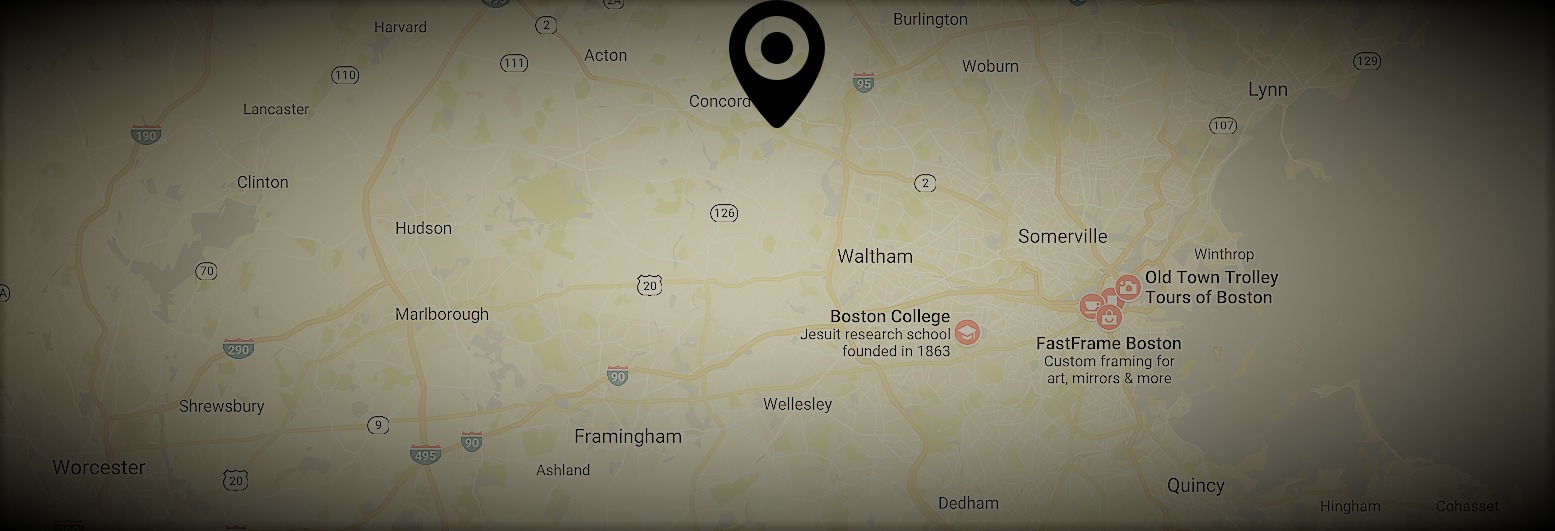 2A
Burlington
Harvard
2
Acton
Woburn
111
129
110
95
Lynn
Lancaster
Concord
107
190
Clinton
2
126
Hudson
Somerville
Waltham
Winthrop
70
Old Town Trolley
Tours of Boston
20
A
Marlborough
Boston College
Jesuit research school
founded in 1863
FastFrame Boston
Custom framing for
art, mirrors & more
290
90
Shrewsbury
Wellesley
9
Framingham
90
495
Worcester
Ashland
20
Quincy
Dedham
Hingham
Cohasset